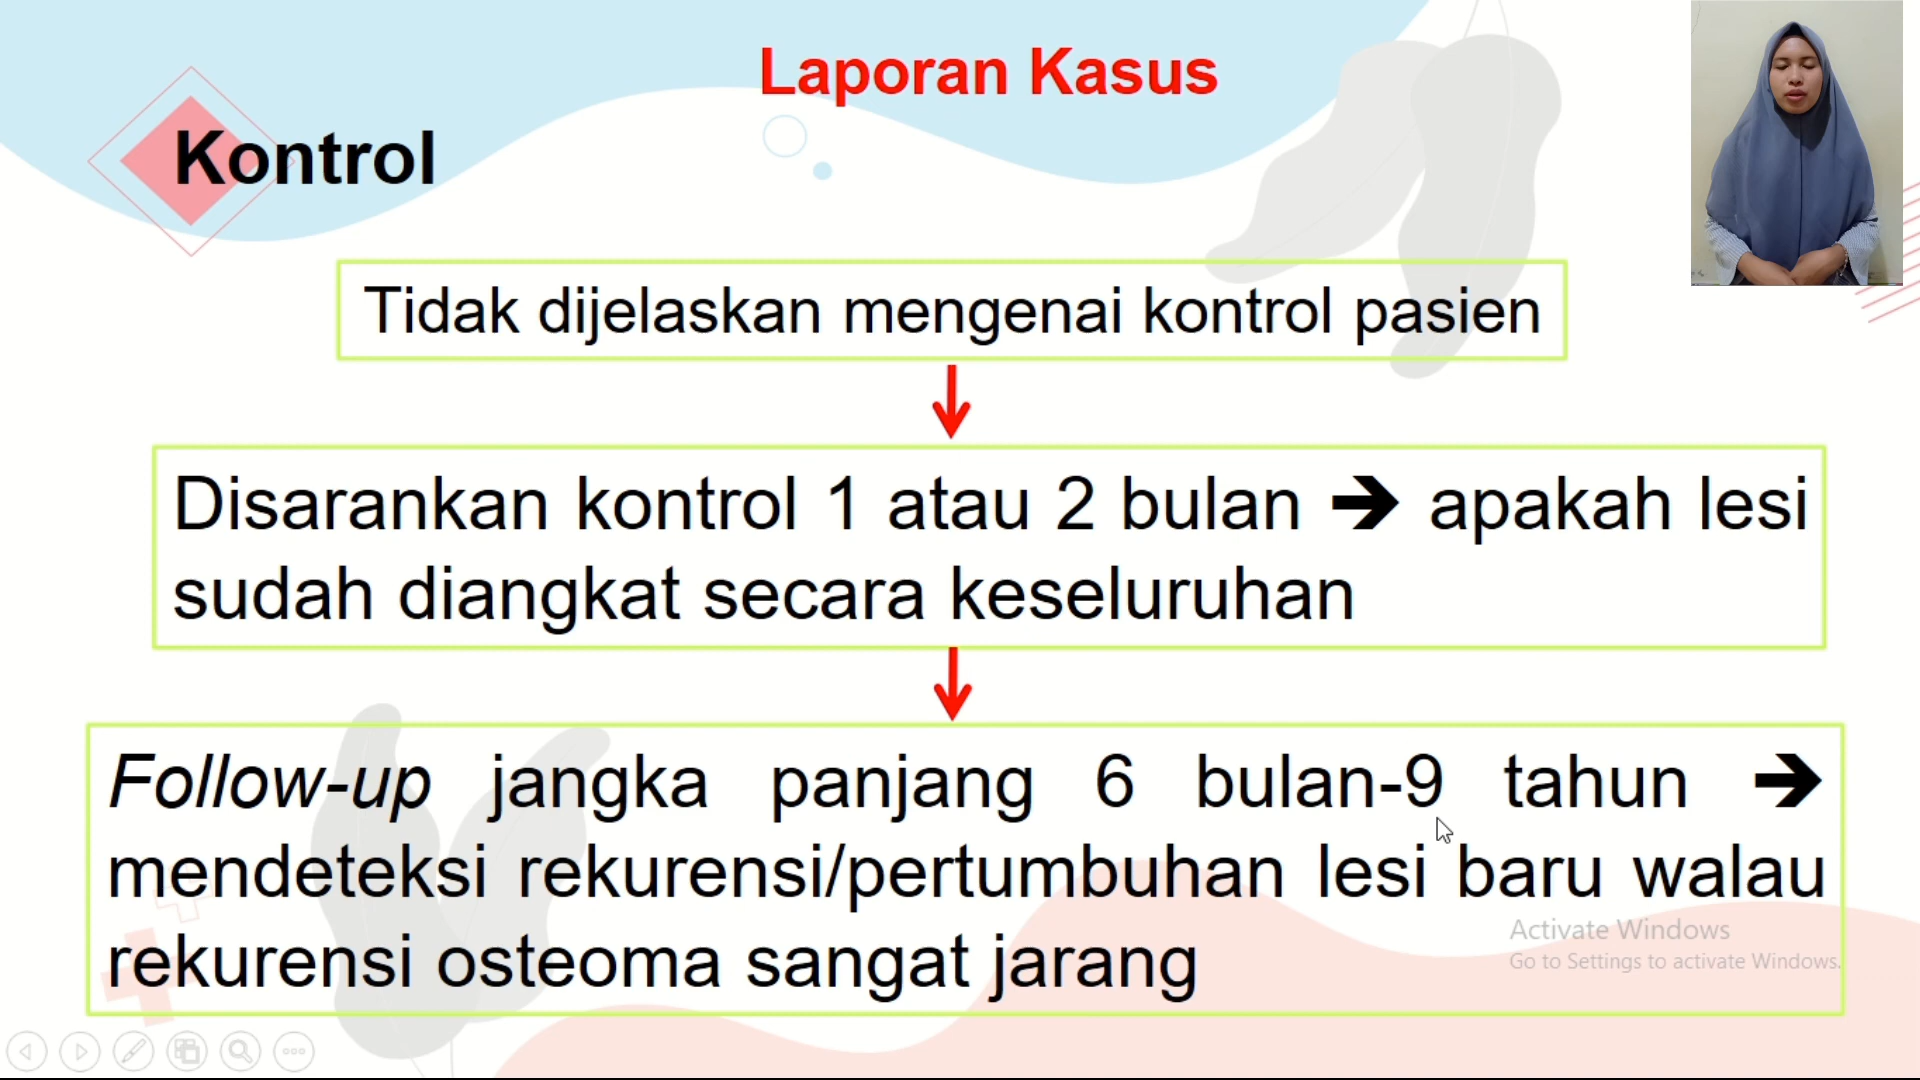 Laporan Kasus
Kontrol
Tidak dijelaskan mengenai kontrol pasien
Disarankan kontrol 1 atau 2 bulan ➔ apakah lesi
sudah diangkat secara keseluruhan
Follow-up jangka panjang 6 bulan-9 tahun ➔
mendeteksi rekurensi/pertumbuhan lesi baru walau
rekurensi osteoma sangat jarang
Activate Windows
Go to Settings to activate Windows.